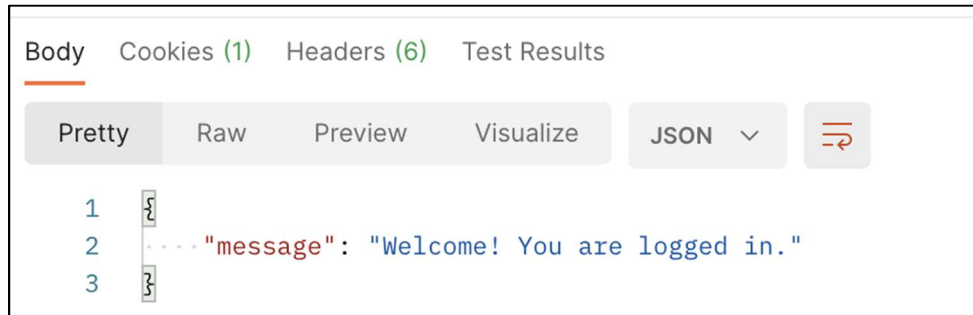 Body Cookies (1) Headers (6) Test Results
Pretty Raw Preview Visualize JSON
1 {
2 "message": "Welcome! You are logged in."
3 }